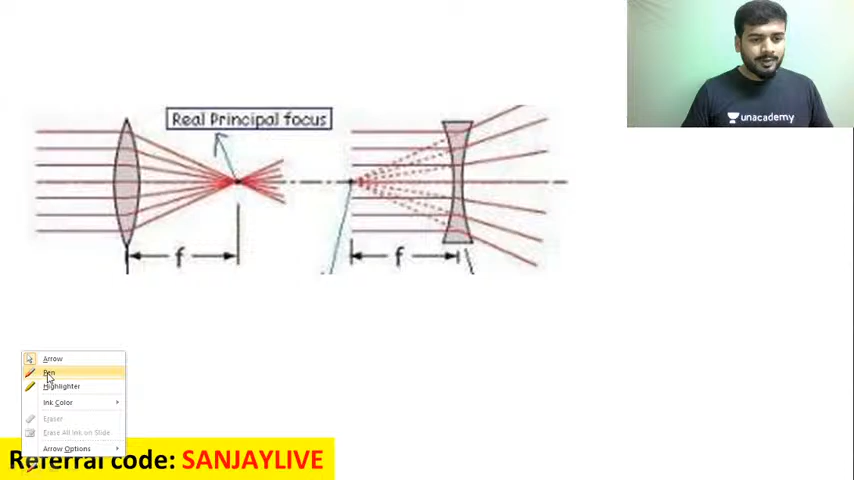 unacademy
Real Principal focus
f
f
Arrow
Pen
Highlighter
Ink Color
Eraser
Erase All Ink on Slide
Arrow Options
Referral code: SANJAYLIVE